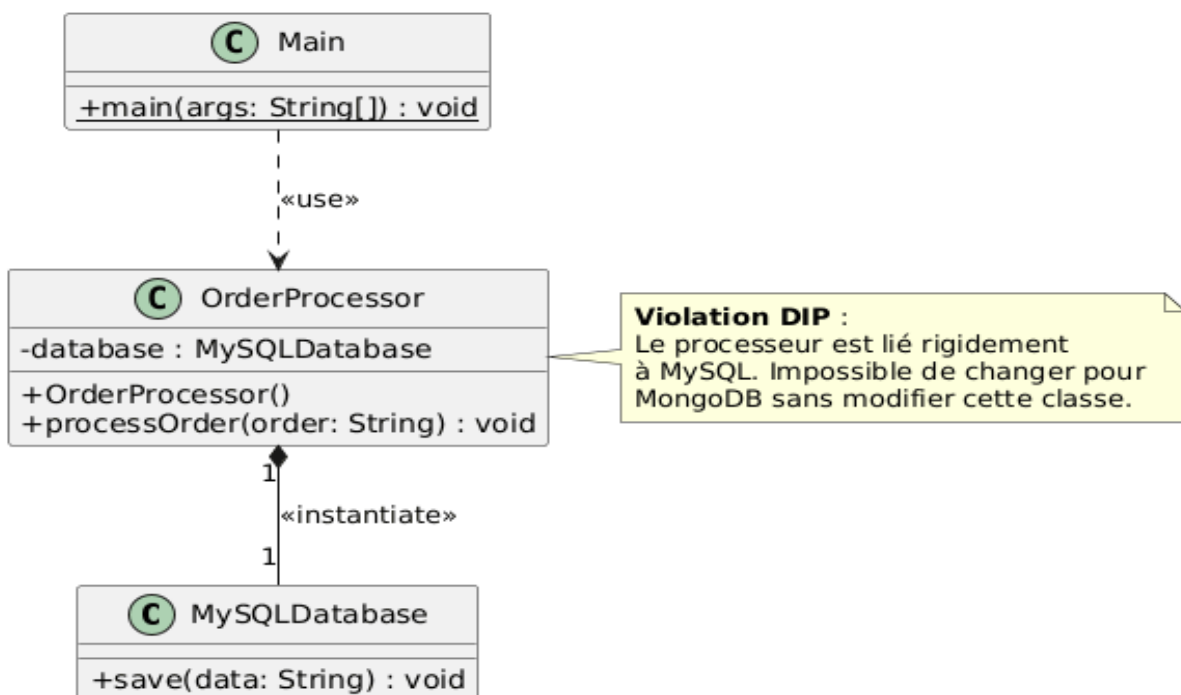 C Main
+main(args: String[]) : void
«use»
C OrderProcessor
-database : MySQLDatabase
+OrderProcessor()
+processOrder(order: String) : void
Violation DIP :
Le processeur est lié rigidement
à MySQL. Impossible de changer pour
MongoDB sans modifier cette classe.
1
«instantiate»
1
C MySQLDatabase
+save(data: String) : void